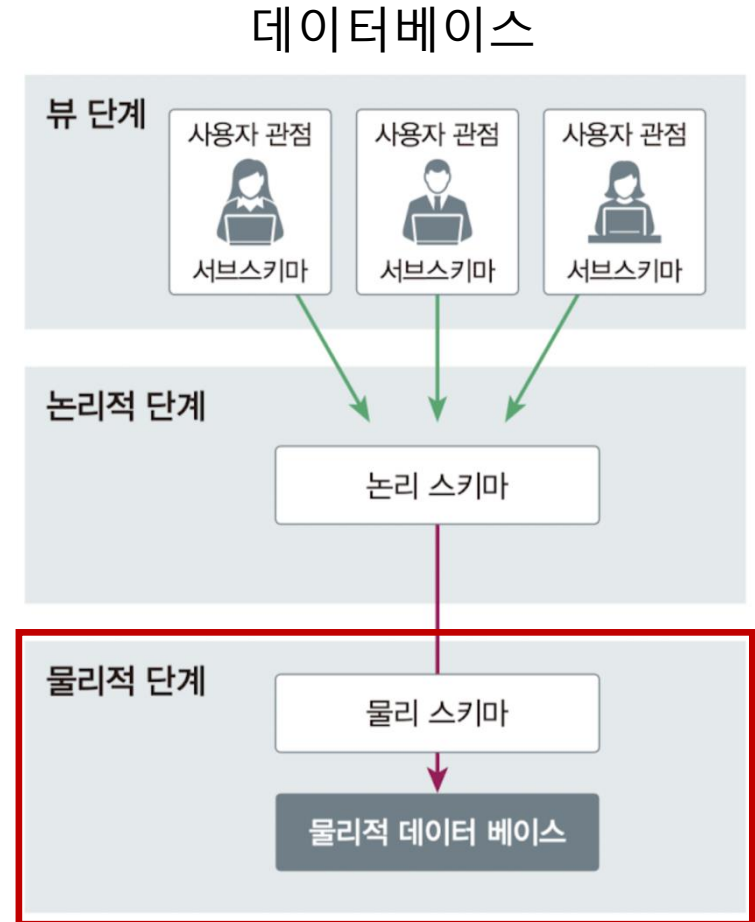 데이터베이스
뷰 단계
사용자 관점
서브스키마
사용자 관점
서브스키마
사용자 관점
서브스키마
논리적 단계
논리 스키마
물리적 단계
물리 스키마
물리적 데이터 베이스